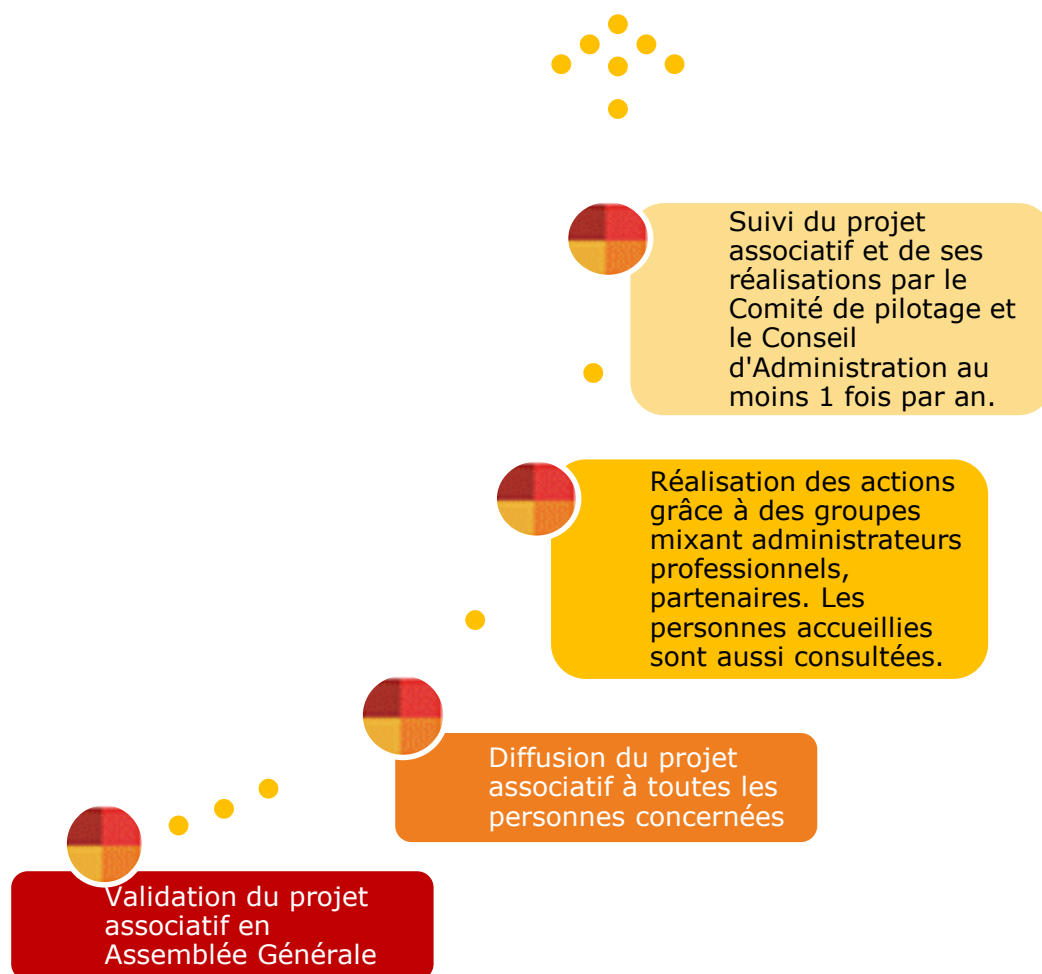 Suivi du projet
associatif et de ses
réalisations par le
Comité de pilotage et
le Conseil
d'Administration au
moins 1 fois par an.
Réalisation des actions
grâce à des groupes
mixant administrateurs
professionnels,
partenaires. Les
personnes accueillies
sont aussi consultées.
Diffusion du projet
associatif à toutes les
personnes concernées
Validation du projet
associatif en
Assemblée Générale